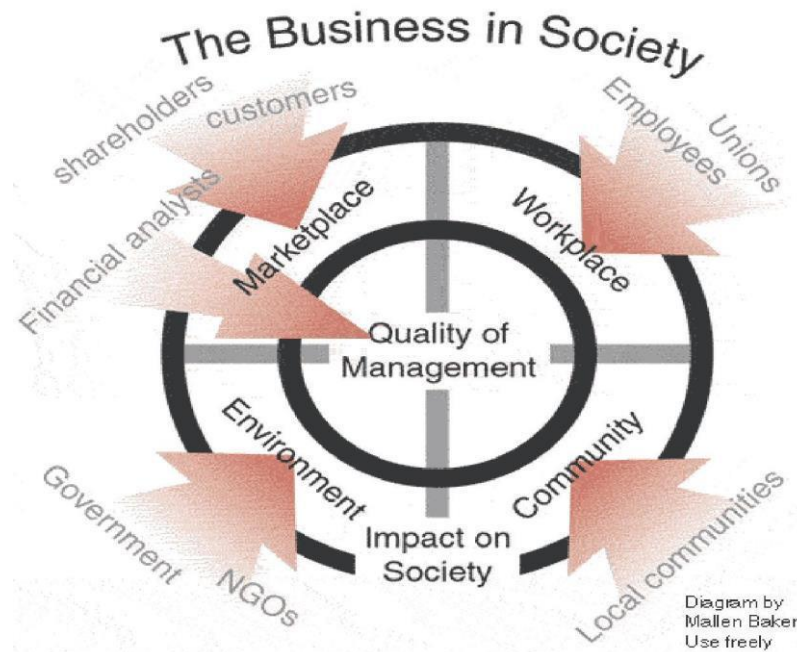 The Business in Society
shareholders
customers
Employees
Unions
Financial analysts
Marketplace
Workplace
Quality of
Management
Environment
Community
Government
NGOs
Impact on
Society
Local communities
Diagram by
Mallen Baker
Use freely